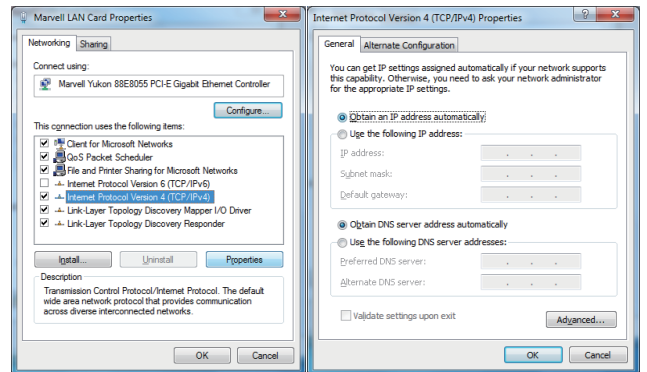 Marvell LAN Card Properties
Networking
Sharing
Connect using:
Marvell Yukon 88E8055 PCI-E Gigabit Ethernet Controller
Configure...
This connection uses the following items:
Client for Microsoft Networks
QoS Packet Scheduler
File and Printer Sharing for Microsoft Networks
Internet Protocol Version 6 (TCP/IPv6)
Internet Protocol Version 4 (TCP/IPv4)
Link-Layer Topology Discovery Mapper I/O Driver
Link-Layer Topology Discovery Responder
Install...
Uninstall
Properties
Description
Transmission Control Protocol/Internet Protocol. The default
wide area network protocol that provides communication
across diverse interconnected networks.
OK
Cancel
Internet Protocol Version 4 (TCP/IPv4) Properties
General
Alternate Configuration
You can get IP settings assigned automatically if your network supports
this capability. Otherwise, you need to ask your network administrator
for the appropriate IP settings.
Obtain an IP address automatically
Use the following IP address:
IP address:
Subnet mask:
Default gateway:
Obtain DNS server address automatically
Use the following DNS server addresses:
Preferred DNS server:
Alternate DNS server:
Validate settings upon exit
Advanced...
OK
Cancel